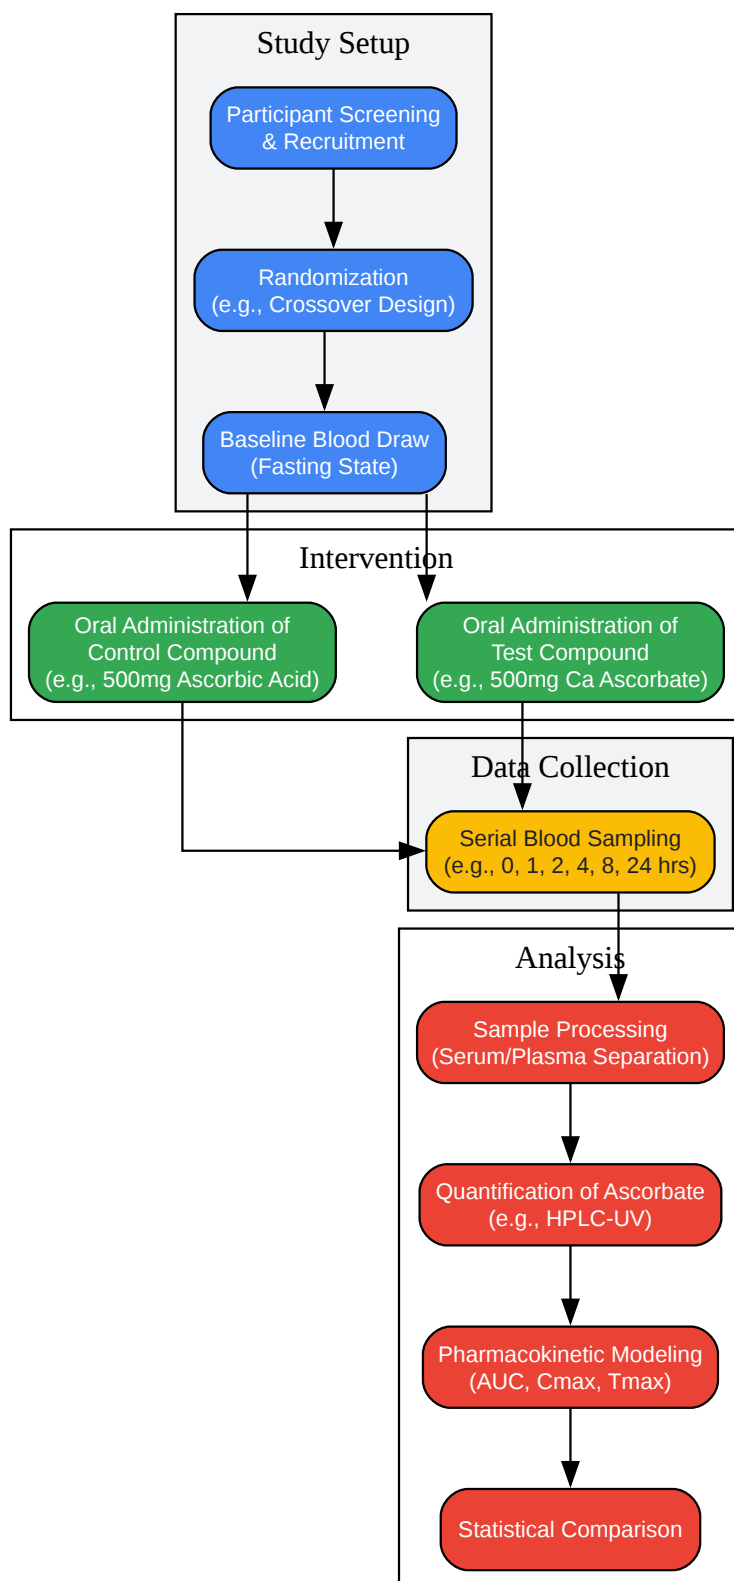 Study Setup
Participant Screening
& Recruitment
Randomization
(e.g., Crossover Design)
Baseline Blood Draw
(Fasting State)
Intervention
Oral Administration of
Control Compound
(e.g., 500mg Ascorbic Acid)
Oral Administration of
Test Compound
(e.g., 500mg Ca Ascorbate)
Data Collection
Serial Blood Sampling
(e.g., 0, 1, 2, 4, 8, 24 hrs)
Analysis
Sample Processing
(Serum/Plasma Separation)
Quantification of Ascorbate
(e.g., HPLC-UV)
Pharmacokinetic Modeling
(AUC, Cmax, Tmax)
Statistical Comparison